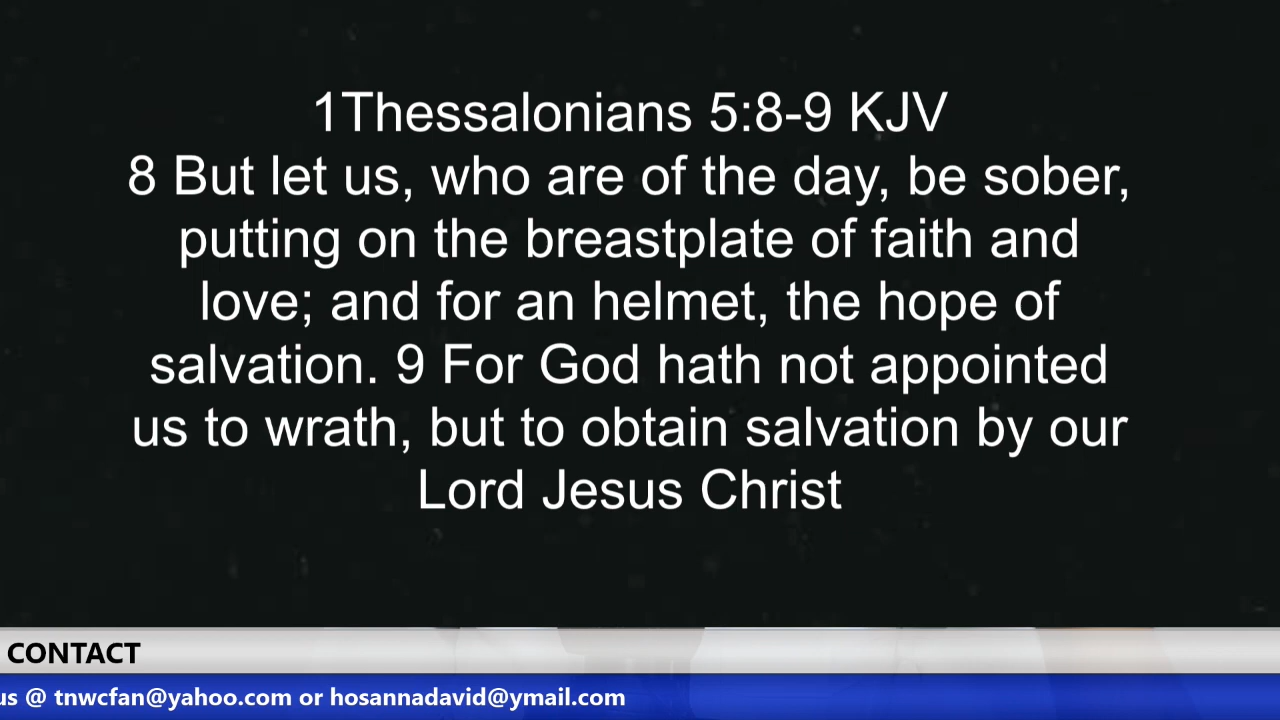 1Thessalonians 5:8-9 KJV
8 But let us, who are of the day, be sober,
putting on the breastplate of faith and
love; and for an helmet, the hope of
salvation. 9 For God hath not appointed
us to wrath, but to obtain salvation by our
Lord Jesus Christ
CONTACT
us @ tnwcfan@yahoo.com or hosannadavid@ymail.com